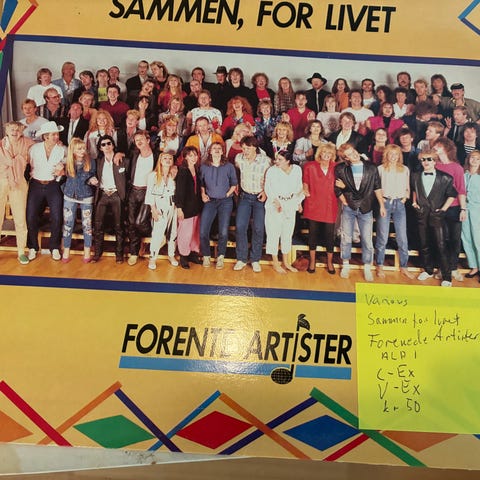 SAMMEN, FOR LIVET
FORENTE ARTISTER
Various
Sammen for livet
Forenede Artister
ALP 1
C-Ex
V-Ex
kr 50